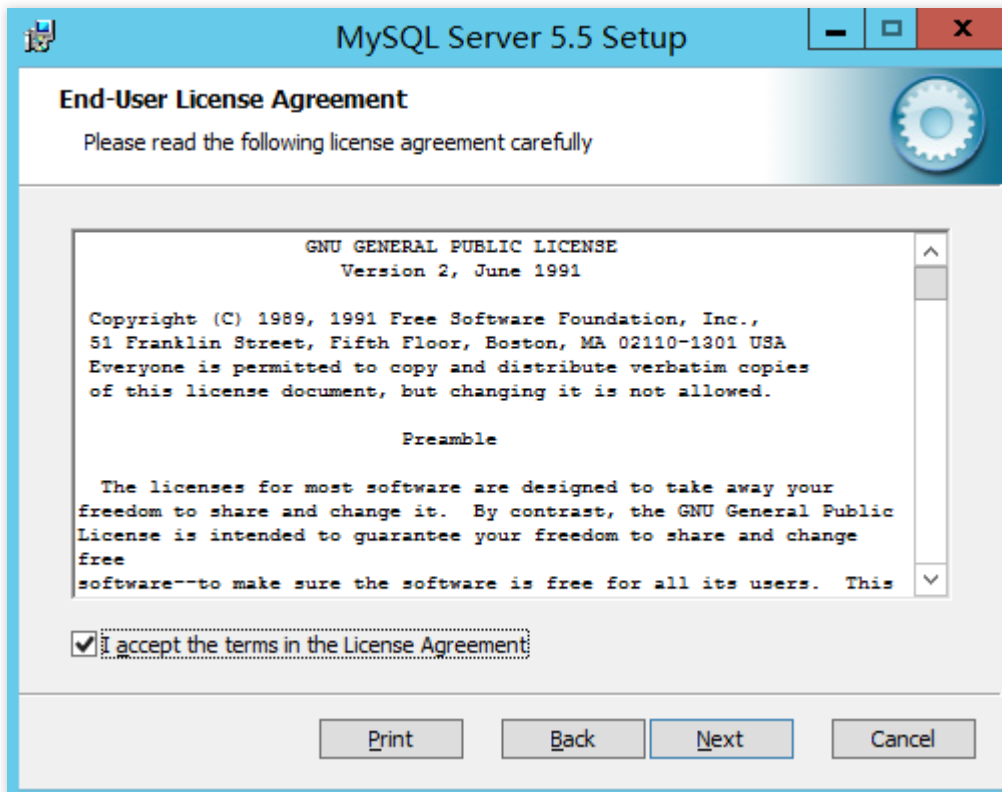 MySQL Server 5.5 Setup
End-User License Agreement
Please read the following license agreement carefully
GNU GENERAL PUBLIC LICENSE
Version 2, June 1991
Copyright (C) 1989, 1991 Free Software Foundation, Inc.,
51 Franklin Street, Fifth Floor, Boston, MA 02110-1301 USA
Everyone is permitted to copy and distribute verbatim copies
of this license document, but changing it is not allowed.
Preamble
The licenses for most software are designed to take away your
freedom to share and change it.  By contrast, the GNU General Public
License is intended to guarantee your freedom to share and change
free
software--to make sure the software is free for all its users.  This
I accept the terms in the License Agreement
Print Back Next Cancel